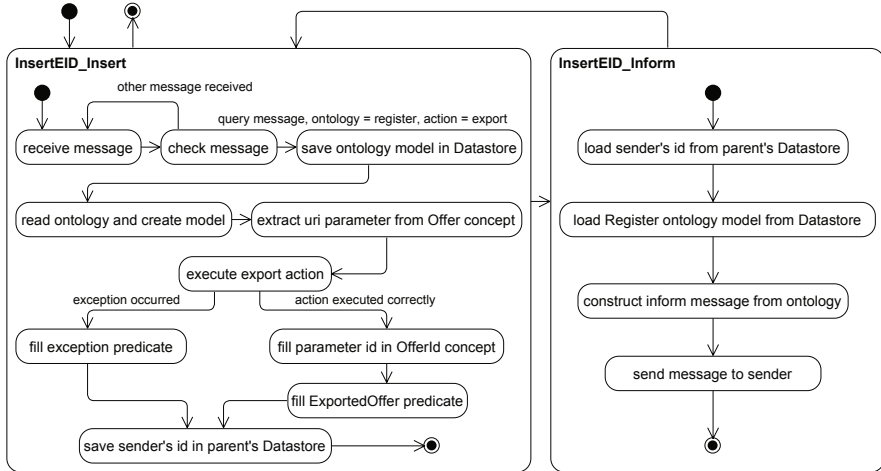 InsertEID_Insert
InsertEID_Inform
other message received
query message, ontology = register, action = export
receive message
check message
save ontology model in Datastore
read ontology and create model
extract uri parameter from Offer concept
execute export action
exception occurred
action executed correctly
fill exception predicate
fill parameter id in OfferId concept
fill ExportedOffer predicate
save sender's id in parent's Datastore
load sender's id from parent's Datastore
load Register ontology model from Datastore
construct inform message from ontology
send message to sender